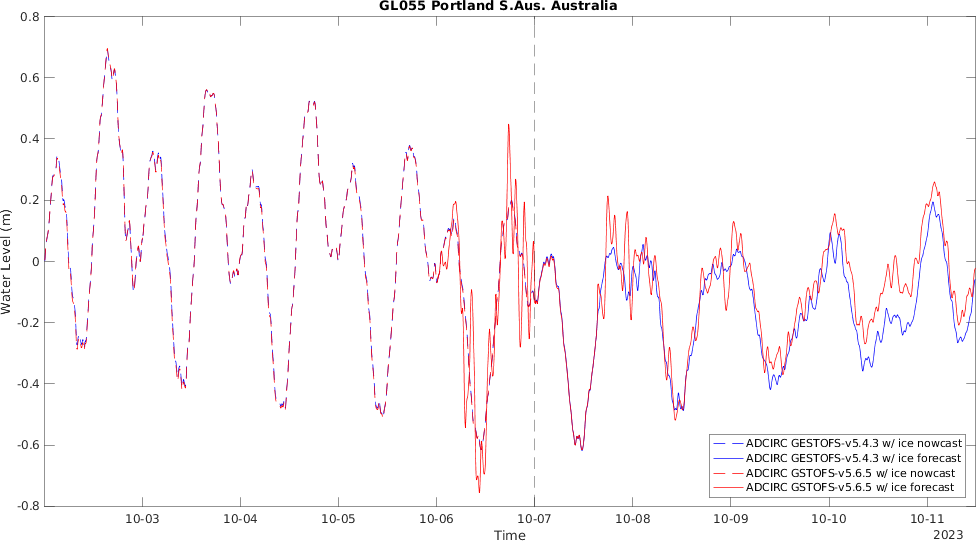 GL055 Portland S.Aus. Australia
0.8
0.6
0.4
0.2
0
-0.2
-0.4
-0.6
-0.8
Water Level (m)
ADCIRC GESTOFS-v5.4.3 w/ ice nowcast
ADCIRC GESTOFS-v5.4.3 w/ ice forecast
ADCIRC GSTOFS-v5.6.5 w/ ice nowcast
ADCIRC GSTOFS-v5.6.5 w/ ice forecast
10-03 10-04 10-05 10-06 10-07 10-08 10-09 10-10 10-11
Time
2023